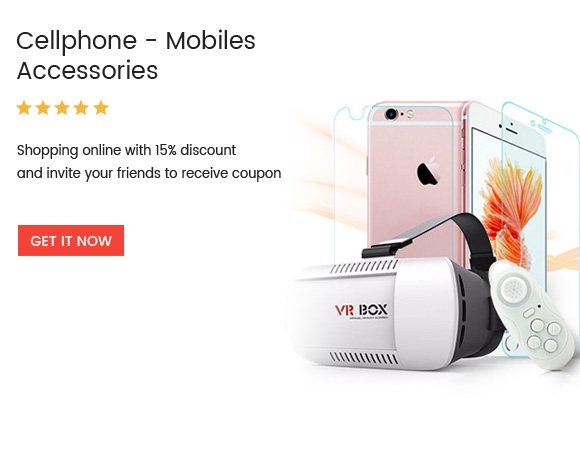 Cellphone - Mobiles
Accessories
Shopping online with 15% discount
and invite your friends to receive coupon
GET IT NOW
VR BOX